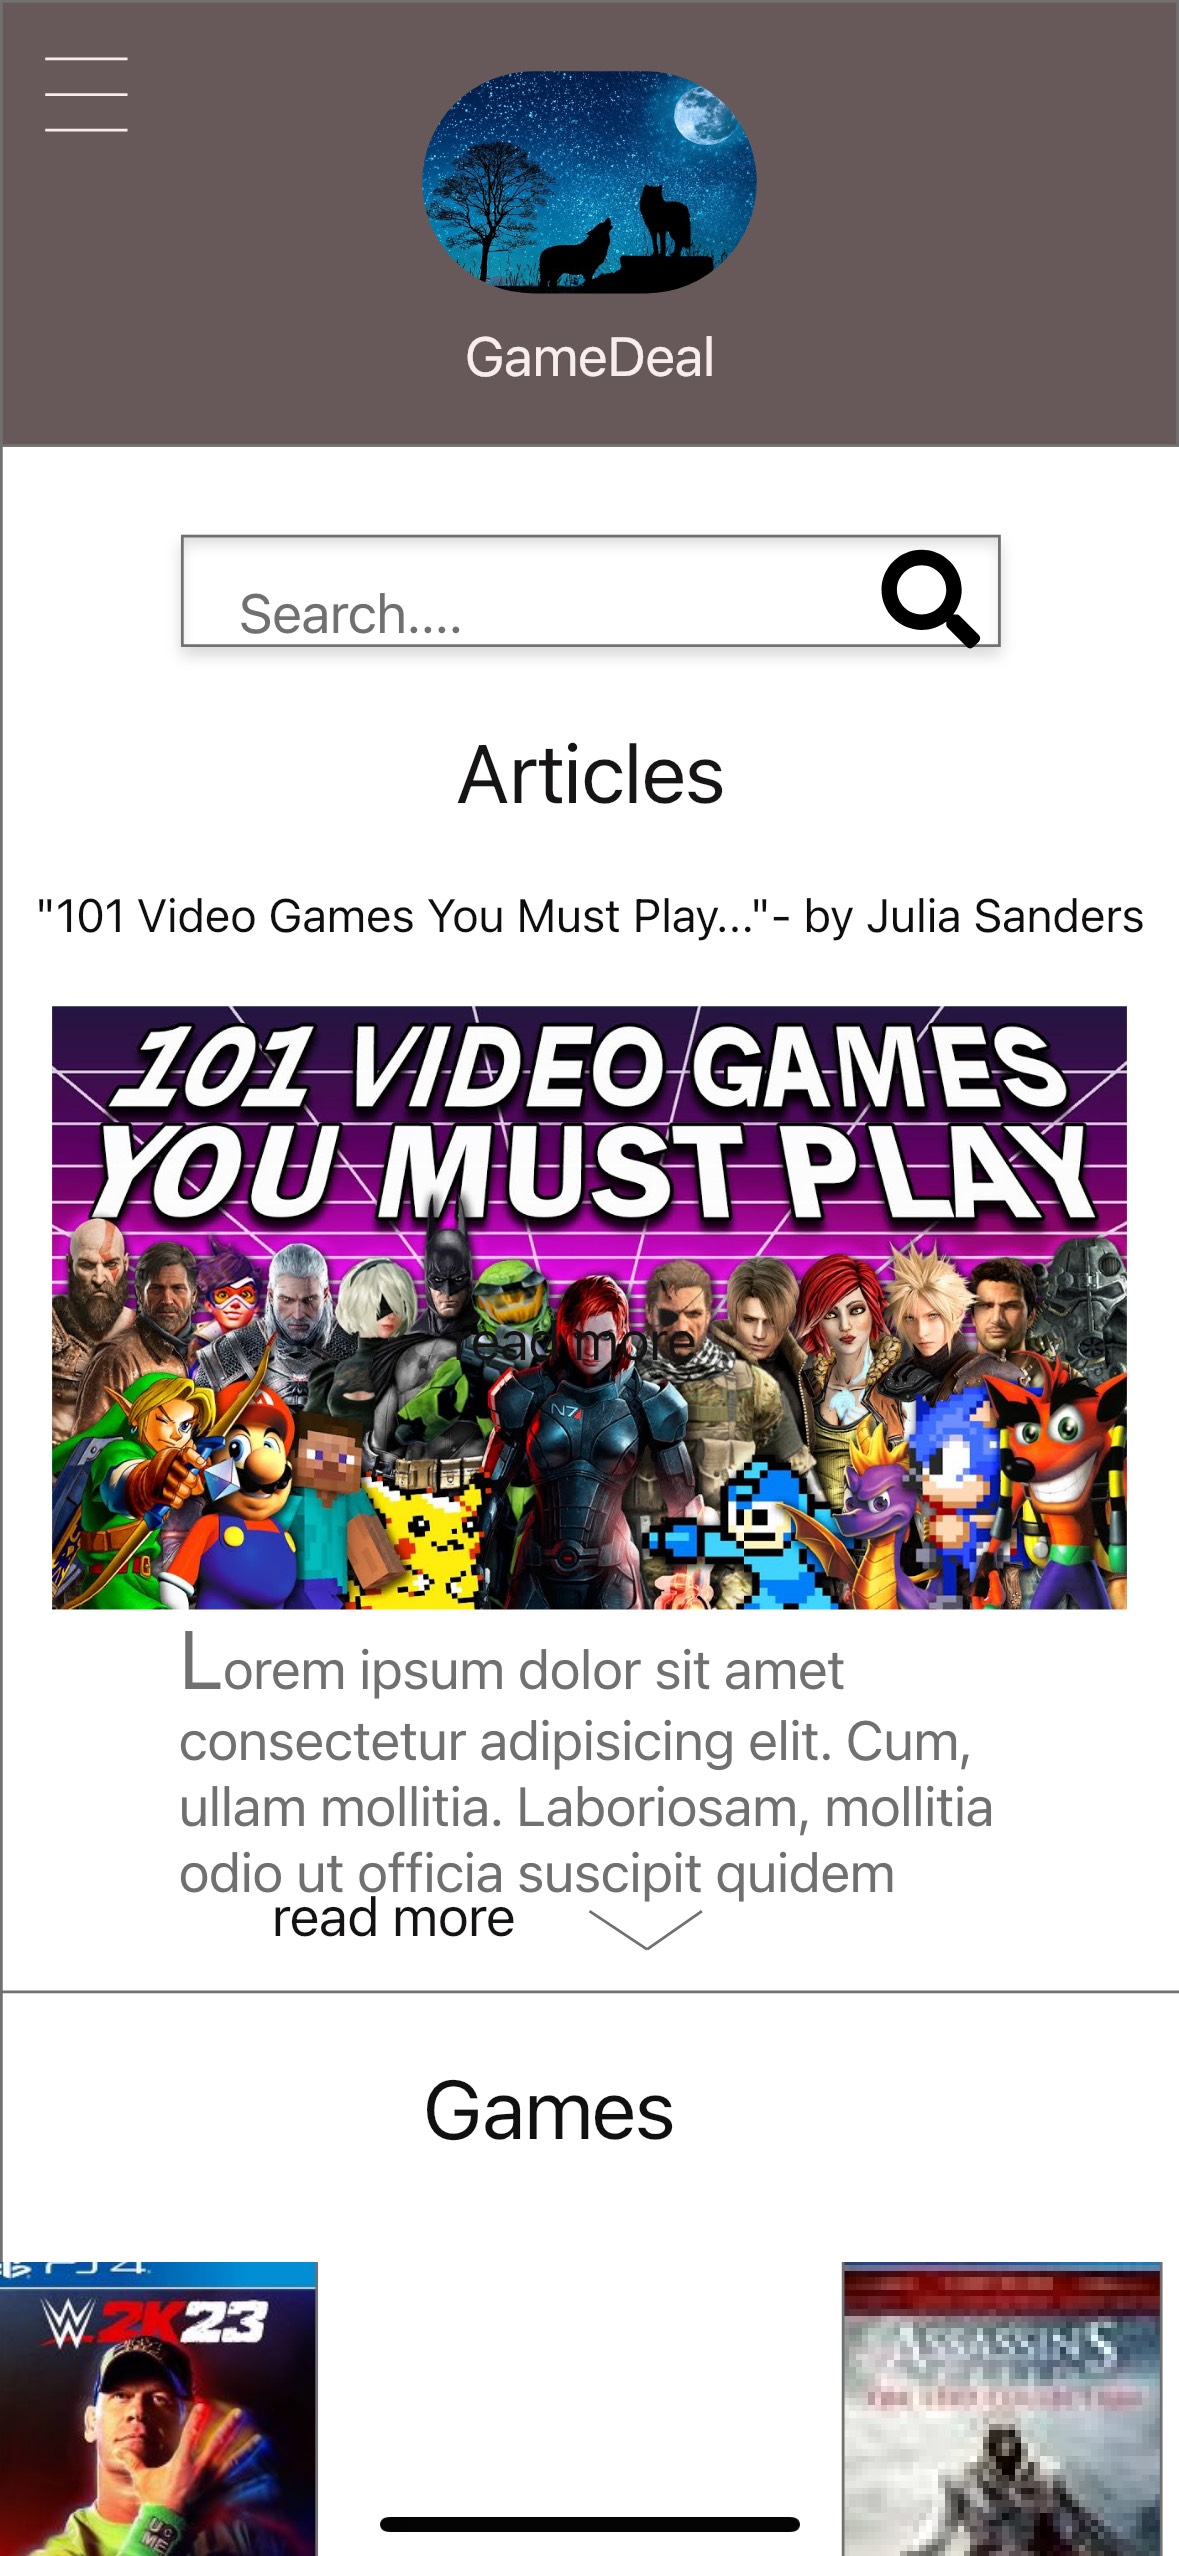 GameDeal
Search....
Articles
"101 Video Games You Must Play..."- by Julia Sanders
101 VIDEO GAMES
YOU MUST PLAY
read more
N7
Lorem ipsum dolor sit amet
consectetur adipisicing elit. Cum,
ullam mollitia. Laboriosam, mollitia
odio ut officia suscipit quidem
read more
Games
PS4
W 2K23
ASSASSIN'S
U C
ME